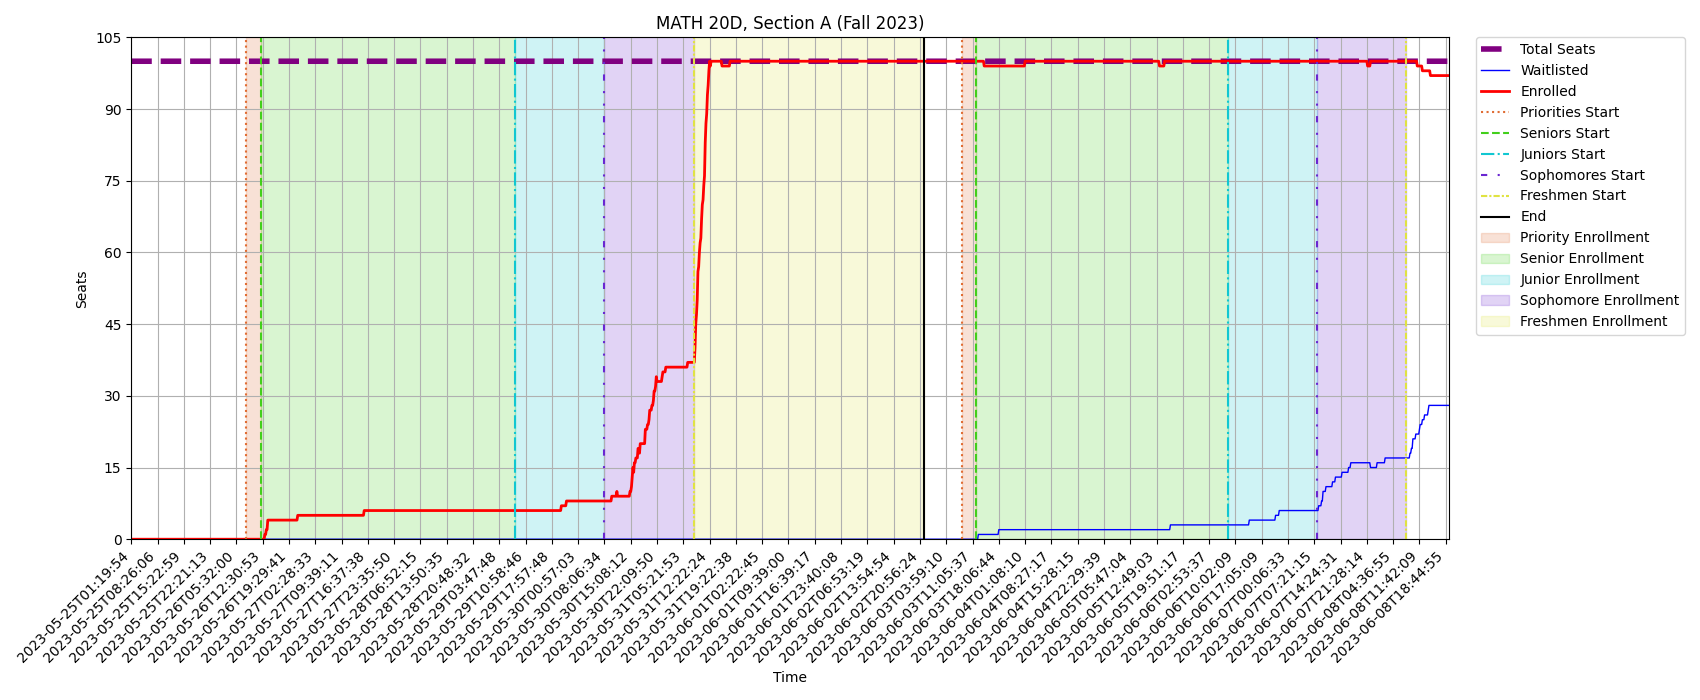 MATH 20D, Section A (Fall 2023)
105
90
75
60
45
30
15
0
Seats
2023-05-25T01:19:54
2023-05-25T08:26:06
2023-05-25T15:22:59
2023-05-25T22:21:13
2023-05-26T05:32:00
2023-05-26T12:30:53
2023-05-26T19:29:41
2023-05-27T02:28:33
2023-05-27T09:39:11
2023-05-27T16:37:38
2023-05-27T23:35:50
2023-05-28T06:52:15
2023-05-28T13:50:35
2023-05-28T20:48:32
2023-05-29T03:47:48
2023-05-29T10:58:46
2023-05-29T17:57:48
2023-05-30T00:57:03
2023-05-30T08:06:34
2023-05-30T15:08:12
2023-05-30T22:09:50
2023-05-31T05:21:53
2023-05-31T12:22:24
2023-05-31T19:22:38
2023-06-01T02:22:45
2023-06-01T09:39:00
2023-06-01T16:39:17
2023-06-01T23:40:08
2023-06-02T06:53:19
2023-06-02T13:54:54
2023-06-02T20:56:24
2023-06-03T03:59:10
2023-06-03T11:05:37
2023-06-03T18:06:44
2023-06-04T01:08:10
2023-06-04T08:27:17
2023-06-04T15:28:15
2023-06-04T22:29:39
2023-06-05T05:47:04
2023-06-05T12:49:03
2023-06-05T19:51:17
2023-06-06T02:53:37
2023-06-06T10:02:09
2023-06-06T17:05:09
2023-06-07T00:06:33
2023-06-07T07:21:15
2023-06-07T14:24:31
2023-06-07T21:28:14
2023-06-08T04:36:55
2023-06-08T11:42:09
2023-06-08T18:44:55
Time
Total Seats
Waitlisted
Enrolled
Priorities Start
Seniors Start
Juniors Start
Sophomores Start
Freshmen Start
End
Priority Enrollment
Senior Enrollment
Junior Enrollment
Sophomore Enrollment
Freshmen Enrollment